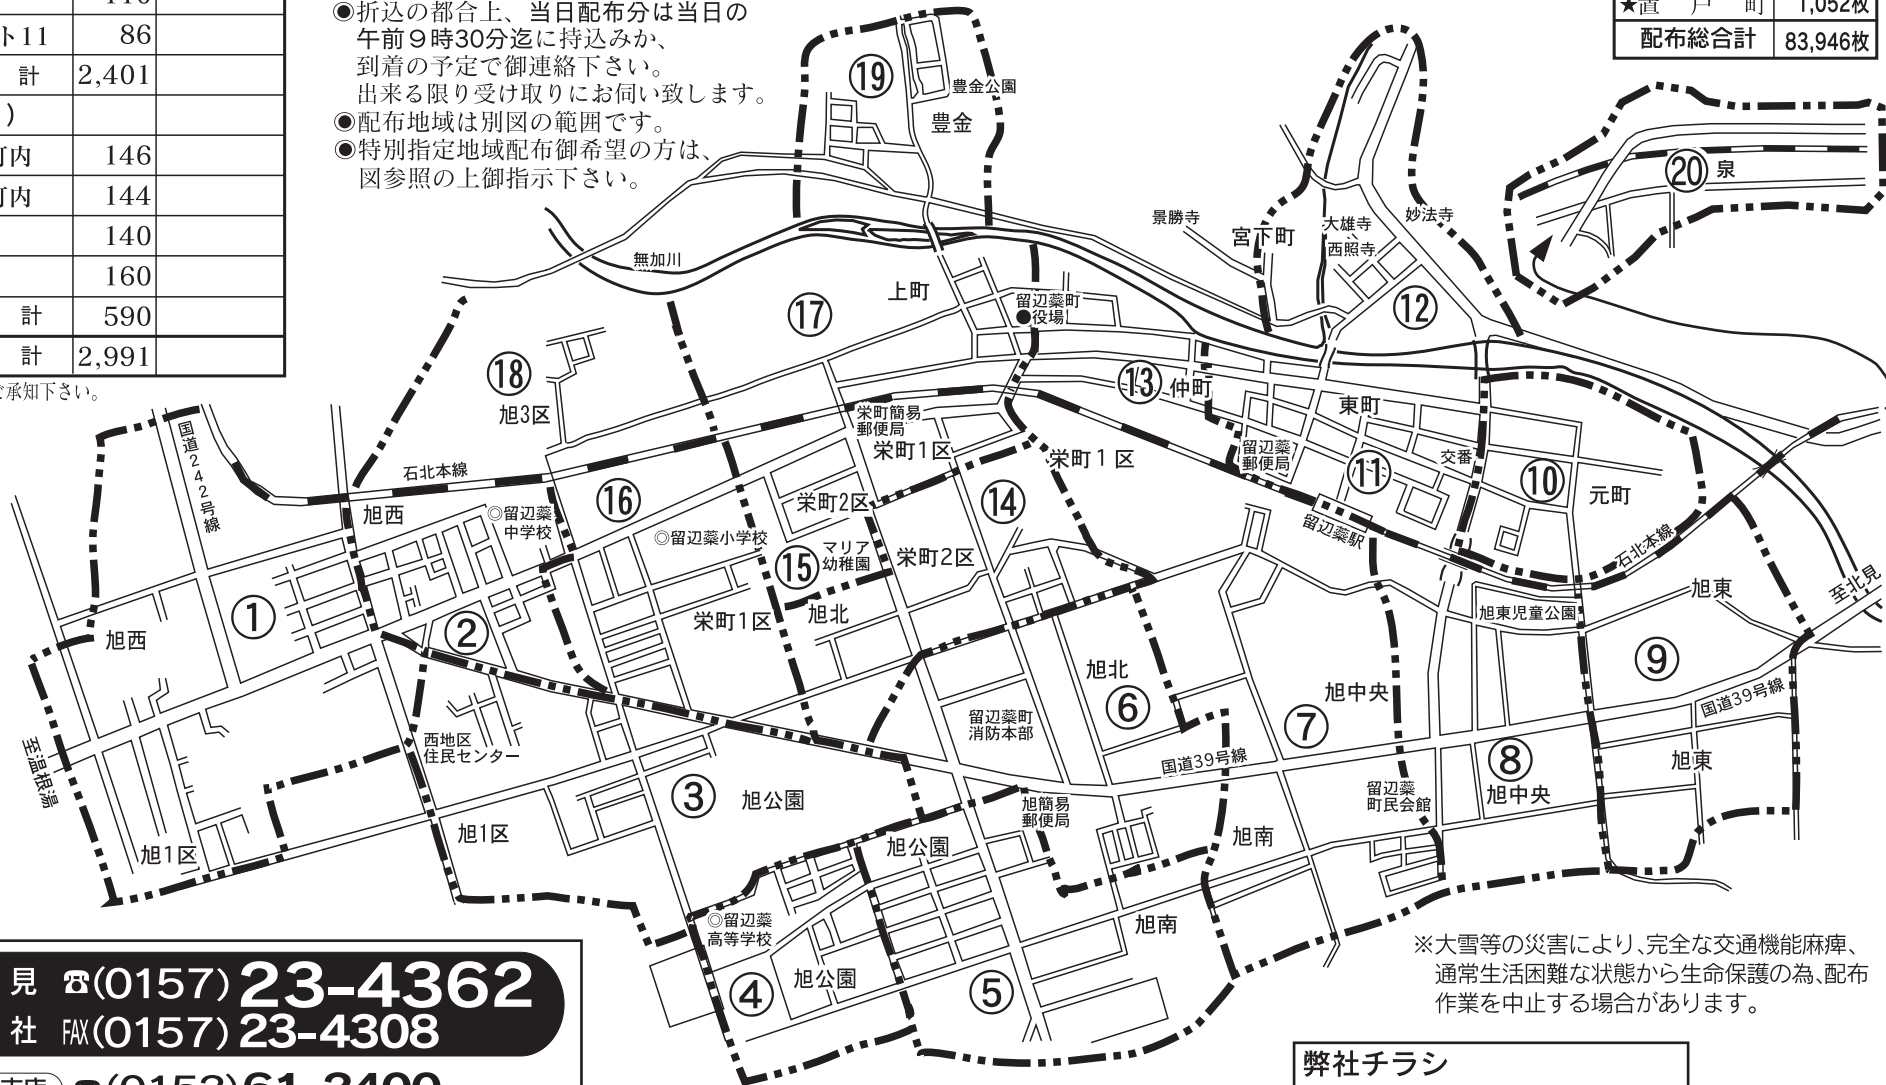 ト11 86
計 2,401
)
町内 146
町内 144
140
160
計 590
計 2,991
ご承知下さい。
◉折込の都合上、当日配布分は当日の
午前９時30分迄に持込みか、
到着の予定で御連絡下さい。
出来る限り受け取りにお伺い致します。
◉配布地域は別図の範囲です。
◉特別指定地域配布御希望の方は、
図参照の上御指示下さい。
★置戸町 1,052枚
配布総合計 83,946枚
⑲
豊金公園
豊金
⑳ 泉
景勝寺
宮下町
大雄寺
妙法寺
西照寺
⑫
無加川
上町
⑰
留辺蘂町
役場
⑱
旭3区
⑬ 仲町
東町
栄町簡易
郵便局
栄町1区
栄町１区
留辺蘂
郵便局
⑪
交番
⑩
元町
国道242号線
石北本線
旭西
◎留辺蘂
中学校
⑯
栄町2区
⑭
◎留辺蘂小学校
⑮
マリア
幼稚園
栄町2区
留辺蘂駅
石北本線
至北見
旭東
旭東児童公園
①
旭西
②
栄町1区
旭北
旭北
⑥
旭中央
⑦
⑨
国道39号線
留辺蘂町
消防本部
西地区
住民センター
至温根湯
国道39号線
⑧
旭東
旭中央
③
旭公園
旭簡易
郵便局
留辺蘂
町民会館
旭1区
旭1区
旭公園
旭南
◎留辺蘂
高等学校
旭南
④
旭公園
⑤
※大雪等の災害により、完全な交通機能麻痺、
通常生活困難な状態から生命保護の為、配布
作業を中止する場合があります。
見 ☎(0157)23-4362
社 FAX(0157)23-4308
弊社チラシ